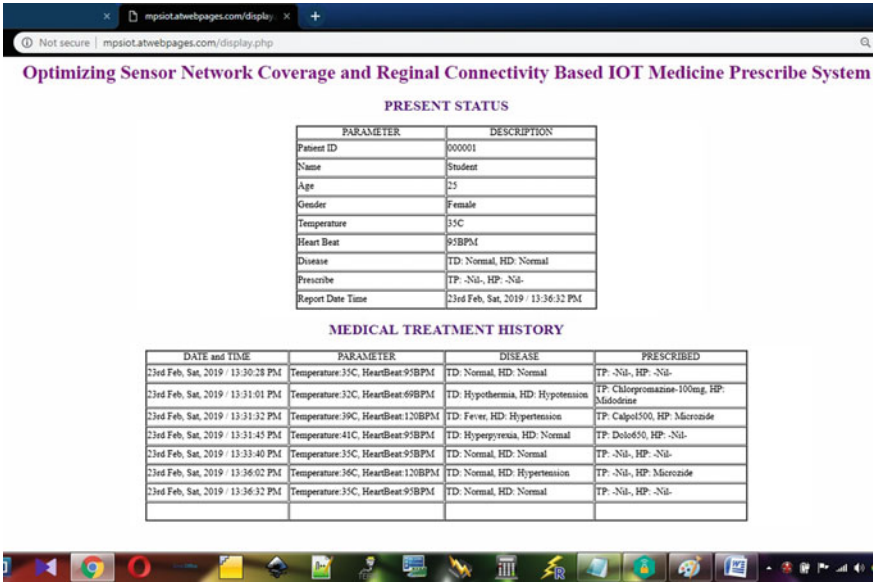 mpsiot.atwebpages.com/display.
Not secure | mpsiot.atwebpages.com/display.php
Optimizing Sensor Network Coverage and Reginal Connectivity Based IOT Medicine Prescribe System
PRESENT STATUS
PARAMETER DESCRIPTION
Patient ID 000001
Name Student
Age 25
Gender Female
Temperature 35C
Heart Beat 95BPM
Disease TD: Normal, HD: Normal
Prescribe TP: -Nil-, HP: -Nil-
Report Date Time 23rd Feb, Sat, 2019 / 13:36:32 PM
MEDICAL TREATMENT HISTORY
DATE and TIME PARAMETER DISEASE PRESCRIBED
23rd Feb, Sat, 2019 / 13:30:28 PM Temperature:35C, HeartBeat:95BPM TD: Normal, HD: Normal TP: -Nil-, HP: -Nil-
23rd Feb, Sat, 2019 / 13:31:01 PM Temperature:32C, HeartBeat:69BPM TD: Hypothermia, HD: Hypotension TP: Chlorpromazine-100mg, HP:
Midodrine
23rd Feb, Sat, 2019 / 13:31:32 PM Temperature:39C, HeartBeat:120BPM TD: Fever, HD: Hypertension TP: Calpol500, HP: Microzide
23rd Feb, Sat, 2019 / 13:31:45 PM Temperature:41C, HeartBeat:95BPM TD: Hyperpyrexia, HD: Normal TP: Dolo650, HP: -Nil-
23rd Feb, Sat, 2019 / 13:33:40 PM Temperature:35C, HeartBeat:95BPM TD: Normal, HD: Normal TP: -Nil-, HP: -Nil-
23rd Feb, Sat, 2019 / 13:36:02 PM Temperature:36C, HeartBeat:120BPM TD: Normal, HD: Hypertension TP: -Nil-, HP: Microzide
23rd Feb, Sat, 2019 / 13:36:32 PM Temperature:35C, HeartBeat:95BPM TD: Normal, HD: Normal TP: -Nil-, HP: -Nil-